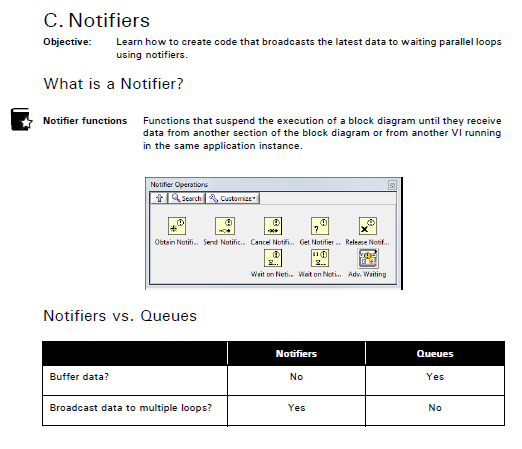 C. Notifiers
Objective: Learn how to create code that broadcasts the latest data to waiting parallel loops
using notifiers.
What is a Notifier?
Notifier functions Functions that suspend the execution of a block diagram until they receive
data from another section of the block diagram or from another VI running
in the same application instance.
Notifier Operations
Search Customize
Obtain Notifi... Send Notific... Cancel Notifi... Get Notifier ... Release Notif...
Wait on Noti... Wait on Noti... Adv. Waiting
Notifiers vs. Queues
Notifiers Queues
Buffer data? No Yes
Broadcast data to multiple loops? Yes No